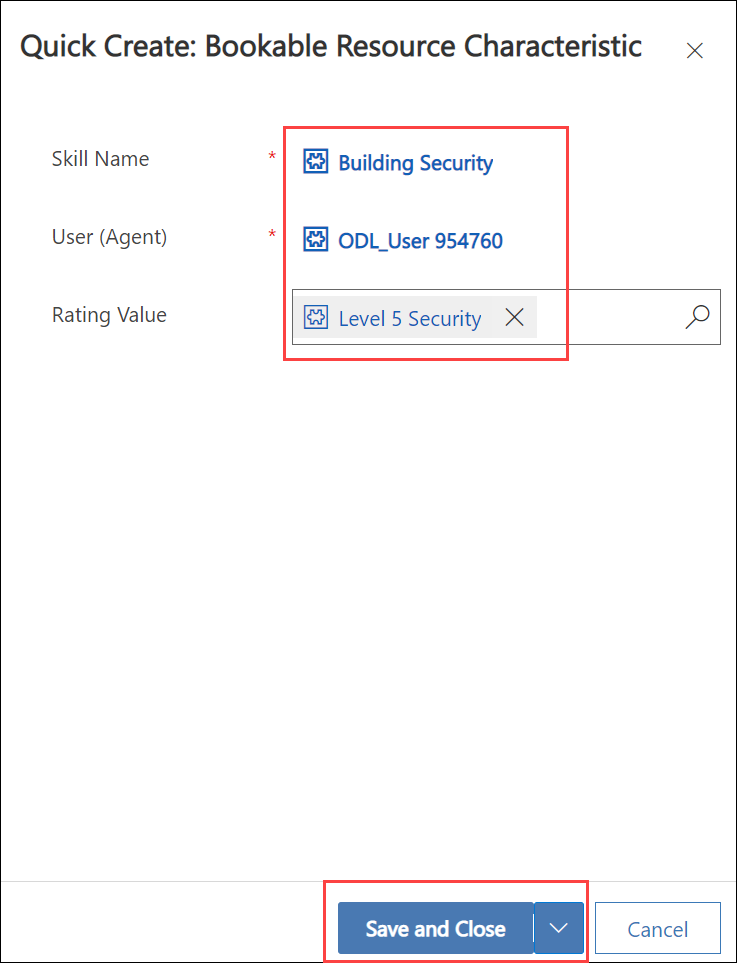 Quick Create: Bookable Resource Characteristic
Skill Name * Building Security
User (Agent) * ODL_User 954760
Rating Value Level 5 Security
Save and Close Cancel